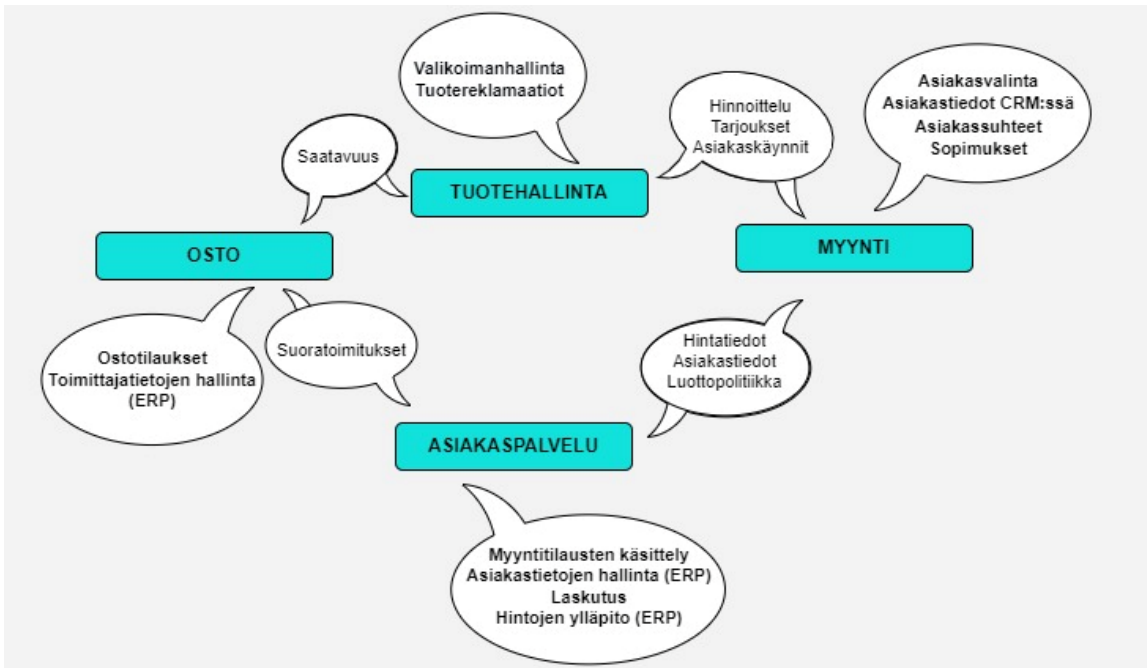 Valikoimanhallinta
Tuotereklamaatiot
Hinnoittelu
Tarjoukset
Asiakaskäynnit
Asiakasvalinta
Asiakastiedot CRM:ssä
Asiakassuhteet
Sopimukset
Saatavuus
TUOTEHALLINTA
OSTO
MYYNTI
Ostotilaukset
Toimittajatietojen hallinta
(ERP)
Suoratoimitukset
Hintatiedot
Asiakastiedot
Luottopolitiikka
ASIAKASPALVELU
Myyntitilausten käsittely
Asiakastietojen hallinta (ERP)
Laskutus
Hintojen ylläpito (ERP)